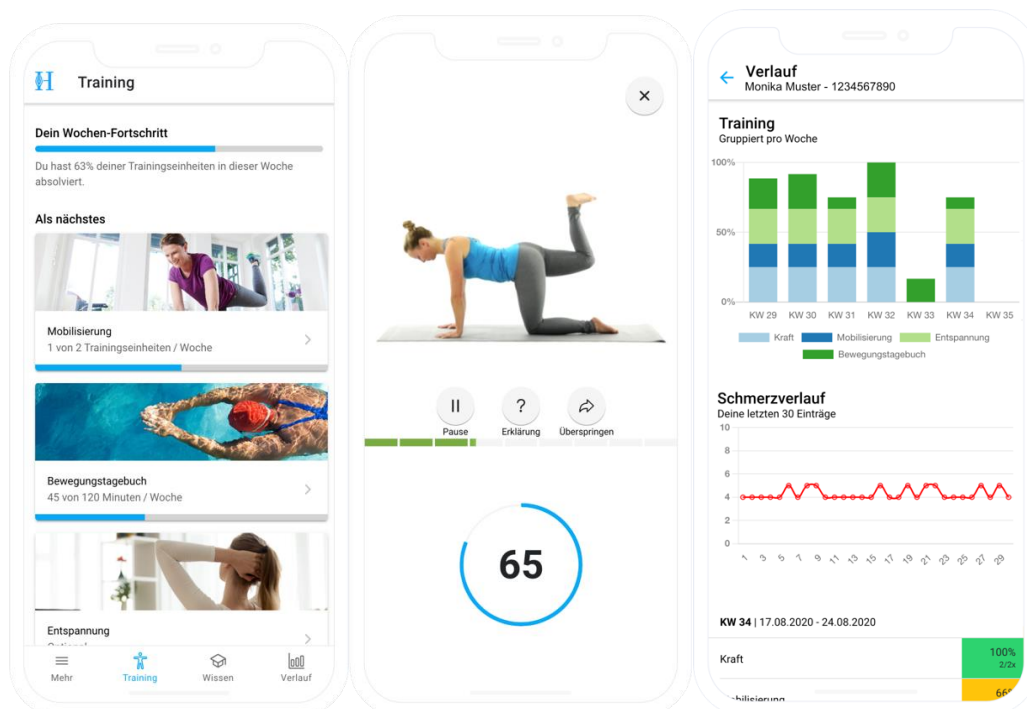 H
Training
Dein Wochen-Fortschritt
Du hast 63% deiner Trainingseinheiten in dieser Woche
absolviert.
Als nächstes
Mobilisierung
1 von 2 Trainingseinheiten / Woche
Bewegungstagebuch
45 von 120 Minuten / Woche
Entspannung
Mehr
Training
Wissen
Verlauf
Pause
?
Erklärung
Überspringen
65
Verlauf
Monika Muster - 1234567890
Training
Gruppiert pro Woche
100%
50%
0%
KW 29 KW 30 KW 31 KW 32 KW 33 KW 34 KW 35
Kraft Mobilisierung Entspannung
Bewegungstagebuch
Schmerzverlauf
Deine letzten 30 Einträge
10
8
6
4
2
0
1 3 5 7 9 11 13 15 17 19 21 23 25 27 29
KW 34 | 17.08.2020 - 24.08.2020
Kraft
100%
2/2x